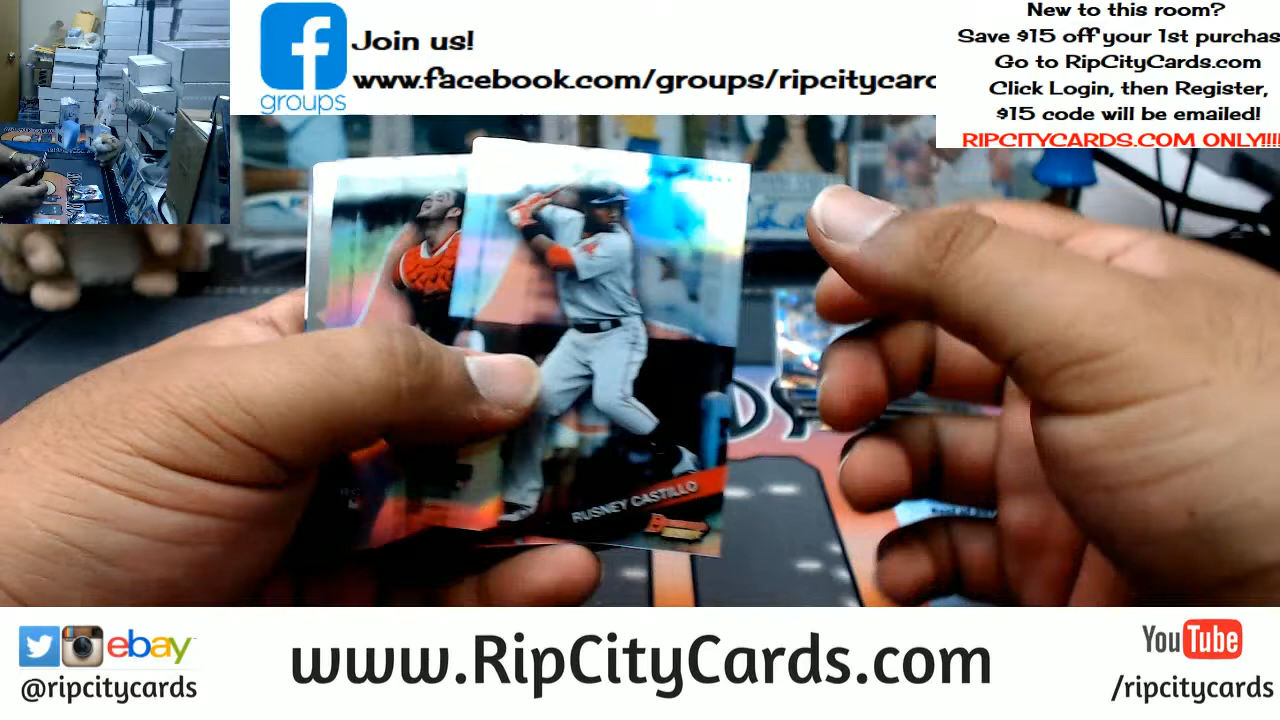 Join us!
www.facebook.com/groups/ripcitycarc
groups
New to this room?
Save $15 off your 1st purchas
Go to RipCityCards.com
Click Login, then Register,
$15 code will be emailed!
RIPCITYCARDS.COM ONLY!!!!
RUSNEY CASTILLO
Bowman
ebay
@ripcitycards
www.RipCityCards.com
YouTube
/ripcitycards